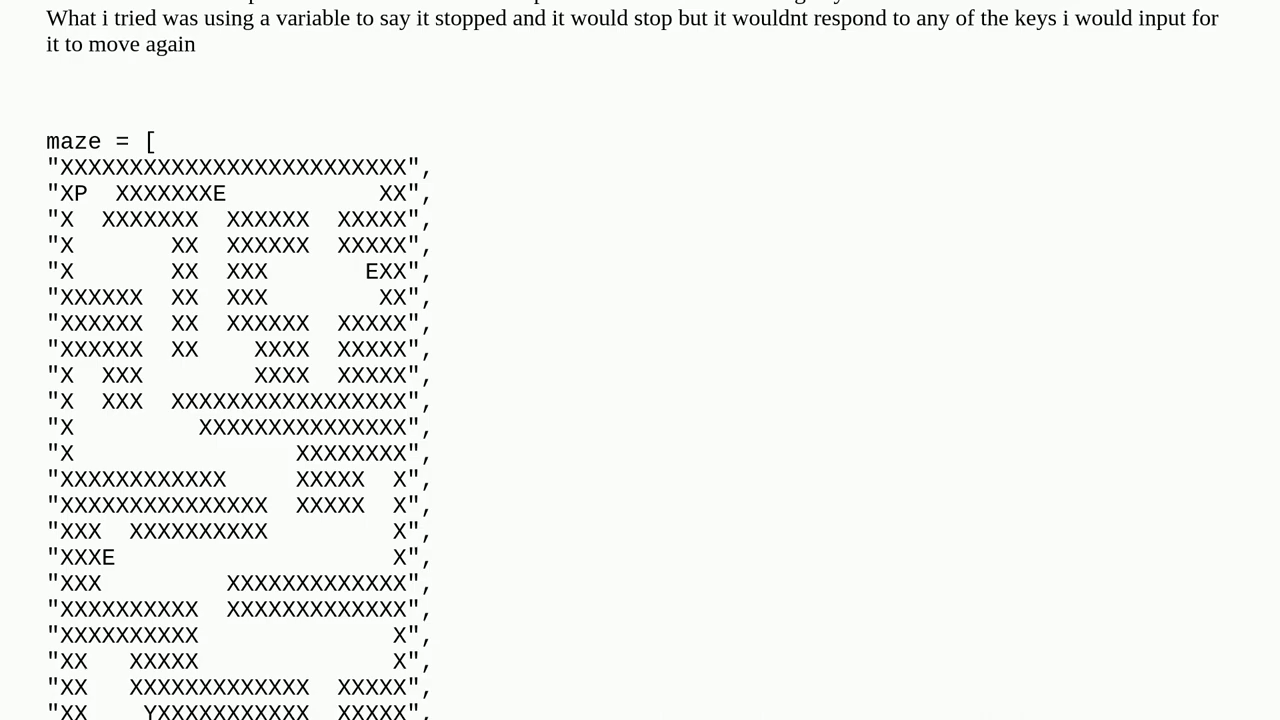 What i tried was using a variable to say it stopped and it would stop but it wouldnt respond to any of the keys i would input for
it to move again
maze = [
"XXXXXXXXXXXXXXXXXXXXXXXXX",
"XP  XXXXXXXE           XX",
"X  XXXXXXX  XXXXXX  XXXXX",
"X       XX  XXXXXX  XXXXX",
"X       XX  XXX       EXX",
"XXXXXX  XX  XXX        XX",
"XXXXXX  XX  XXXXXX  XXXXX",
"XXXXXX  XX    XXXX  XXXXX",
"X  XXX        XXXX  XXXXX",
"X  XXX  XXXXXXXXXXXXXXXXX",
"X         XXXXXXXXXXXXXXX",
"X                XXXXXXXX",
"XXXXXXXXXXXX     XXXXX  X",
"XXXXXXXXXXXXXXX  XXXXX  X",
"XXX  XXXXXXXXXX         X",
"XXXE                    X",
"XXX         XXXXXXXXXXXXX",
"XXXXXXXXXX  XXXXXXXXXXXXX",
"XXXXXXXXXX              X",
"XX   XXXXX              X",
"XX   XXXXXXXXXXXXX  XXXXX",
"XX    YXXXXXXXXXXX  XXXXX",